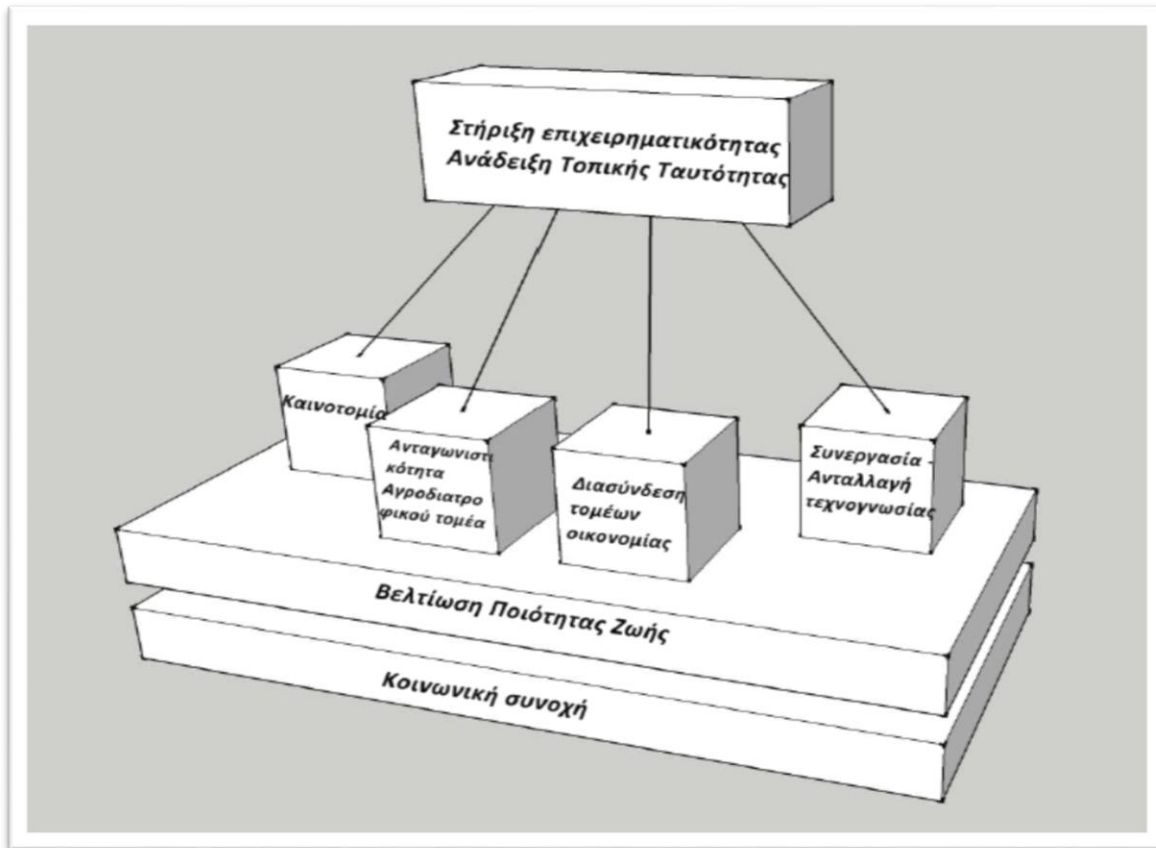 Στήριξη επιχειρηματικότητας
Ανάδειξη Τοπικής Ταυτότητας
Καινοτομία
Ανταγωνιστι
κότητα
Αγροδιατρο
φικού τομέα
Διασύνδεση
τομέων
οικονομίας
Συνεργασία -
Ανταλλαγή
τεχνογνωσίας
Βελτίωση Ποιότητας Ζωής
Κοινωνική συνοχή